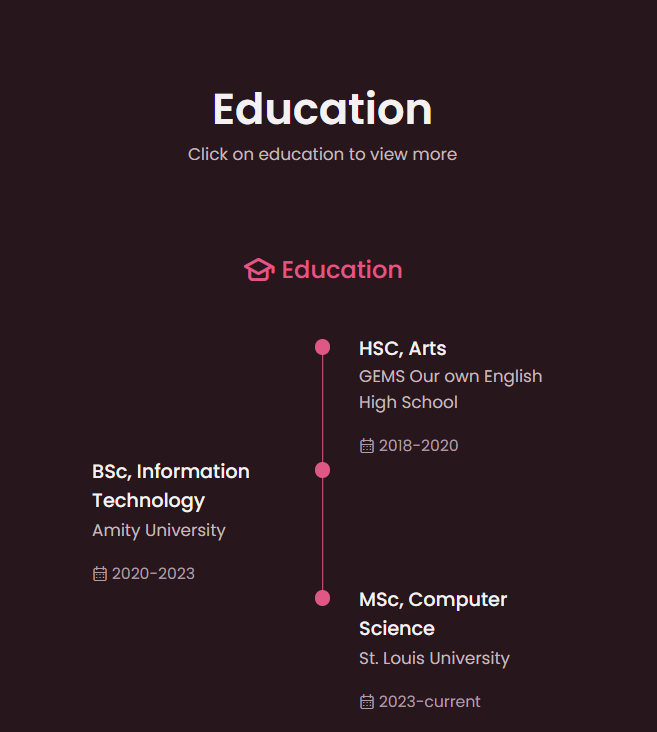 Education
Click on education to view more
Education
HSC, Arts
GEMS Our own English
High School
2018-2020
BSc, Information
Technology
Amity University
2020-2023
MSc, Computer
Science
St. Louis University
2023-current